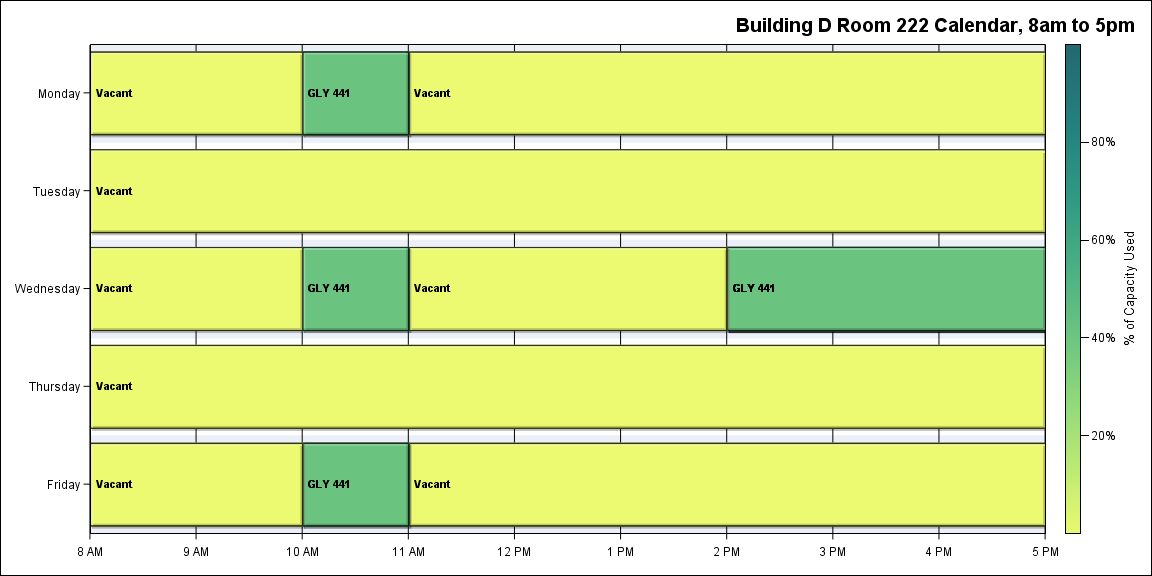 Building D Room 222 Calendar, 8am to 5pm
Monday
Vacant
GLY 441
Vacant
Tuesday
Vacant
Wednesday
Vacant
GLY 441
Vacant
GLY 441
Thursday
Vacant
Friday
Vacant
GLY 441
Vacant
8 AM 9 AM 10 AM 11 AM 12 PM 1 PM 2 PM 3 PM 4 PM 5 PM
80%
60%
40%
20%
% of Capacity Used